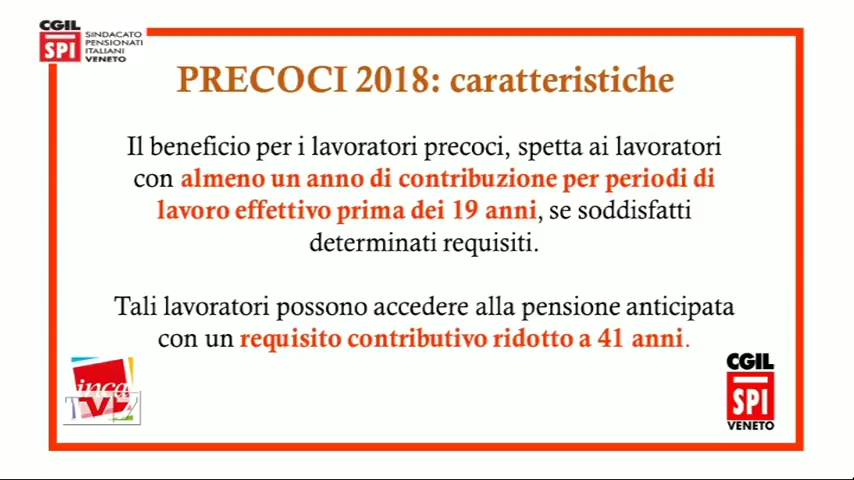 CGIL
SPI
SINDACATO
PENSIONATI
ITALIANI
VENETO
PRECOCI 2018: caratteristiche
Il beneficio per i lavoratori precoci, spetta ai lavoratori
con almeno un anno di contribuzione per periodi di
lavoro effettivo prima dei 19 anni, se soddisfatti
determinati requisiti.
Tali lavoratori possono accedere alla pensione anticipata
con un requisito contributivo ridotto a 41 anni.
inca
CGIL
SPI
VENETO